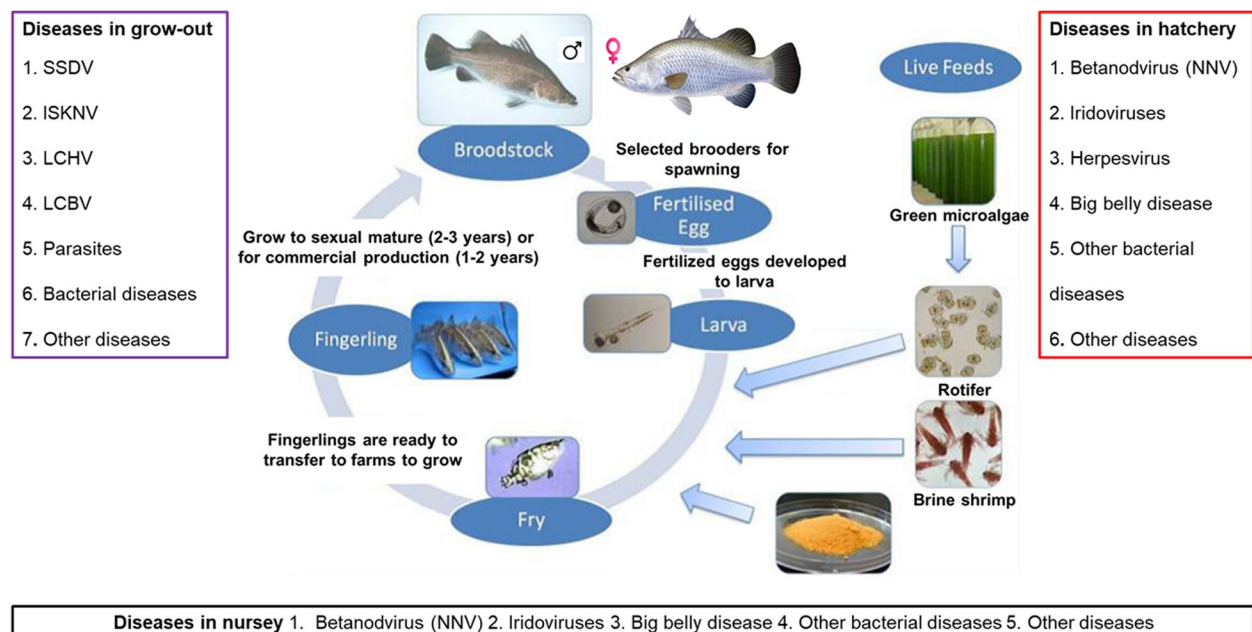 Diseases in grow-out
1. SSDV
2. ISKNV
3. LCHV
4. LCBV
5. Parasites
6. Bacterial diseases
7. Other diseases
♂
♀
Broodstock
Selected brooders for
spawning
Fertilised
Egg
Fertilized eggs developed
to larva
Larva
Grow to sexual mature (2-3 years) or
for commercial production (1-2 years)
Fingerling
Fingerlings are ready to
transfer to farms to grow
Fry
Live Feeds
Green microalgae
Rotifer
Brine shrimp
Diseases in hatchery
1. Betanodvirus (NNV)
2. Iridoviruses
3. Herpesvirus
4. Big belly disease
5. Other bacterial
diseases
6. Other diseases
Diseases in nursey 1. Betanodvirus (NNV) 2. Iridoviruses 3. Big belly disease 4. Other bacterial diseases 5. Other diseases